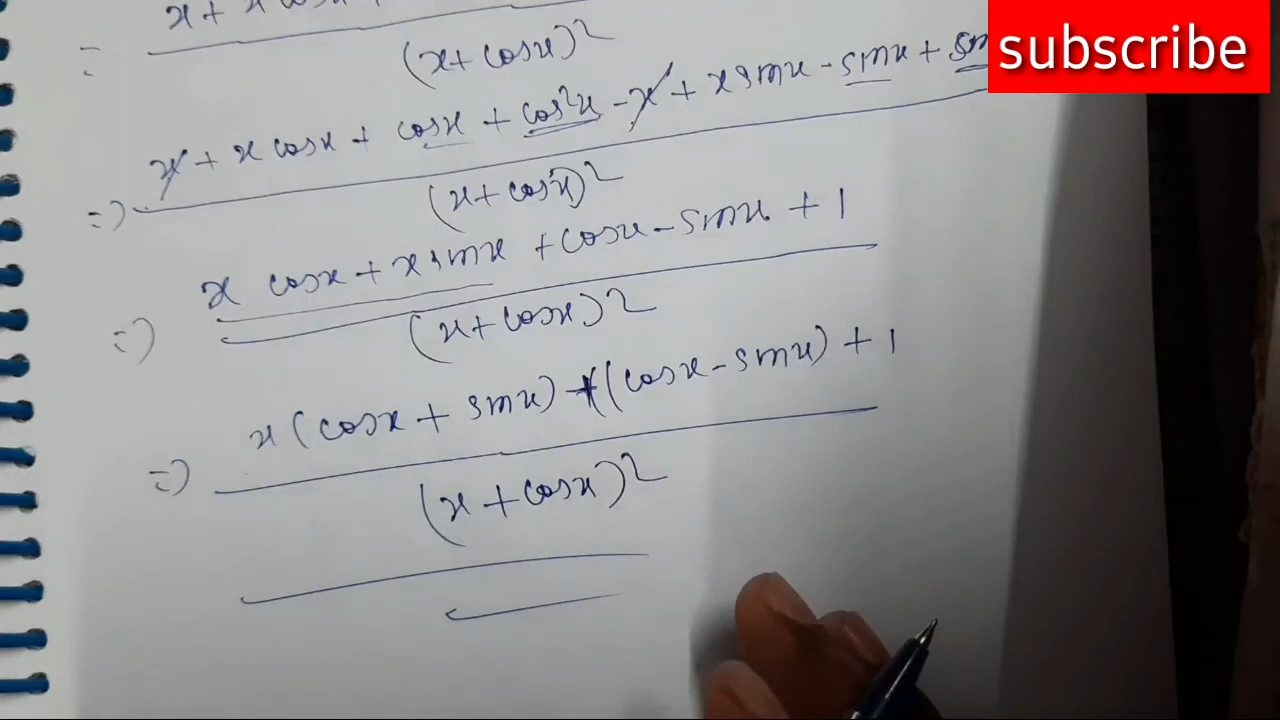 subscribe
= x + x cosx
(x + cosx)²
x + x cosx + cosx + cos²x - x + x sinx - sinx + sin
=> (x + cosx)²
x cosx + x sinx + cosx - sinx + 1
=> (x + cosx)²
x (cosx + sinx) + (cosx - sinx) + 1
=> (x + cosx)²